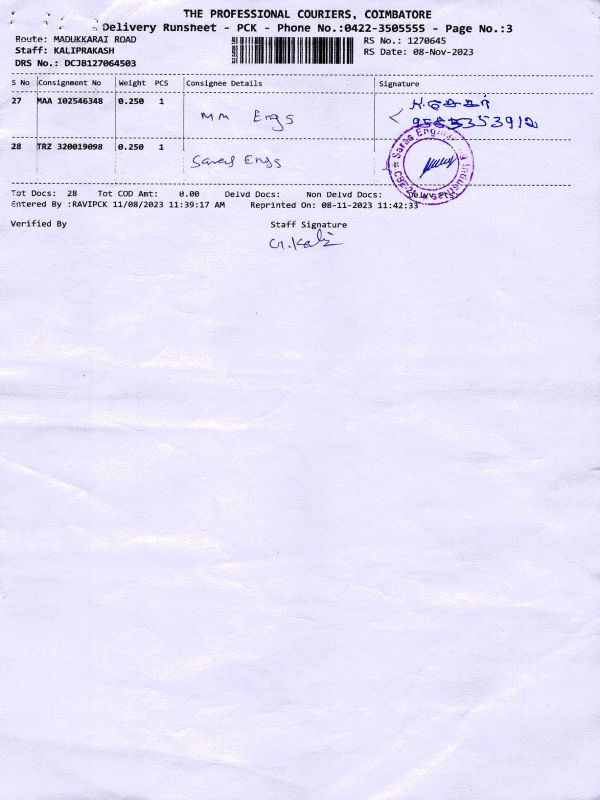 THE PROFESSIONAL COURIERS, COIMBATORE
Delivery Runsheet - PCK - Phone No.:0422-3505555 - Page No.:3
Route: MADUKKARAI ROAD
RS No.: 1270645
Staff: KALIPRAKASH
RS Date: 08-Nov-2023
DRS No.: DCJB127064503
S No Consignment No Weight PCS Consignee Details Signature
27 MAA 102546348 0.250 1 MM Engs
28 TRZ 320019098 0.250 1 Engs
Saras
Tot Docs: 28 Tot COD Amt: 0.00 Delvd Docs: Non Delvd Docs:
Entered By :RAVIPCK 11/08/2023 11:39:17 AM Reprinted On: 08-11-2023 11:42:33
Verified By Staff Signature
G.Kali